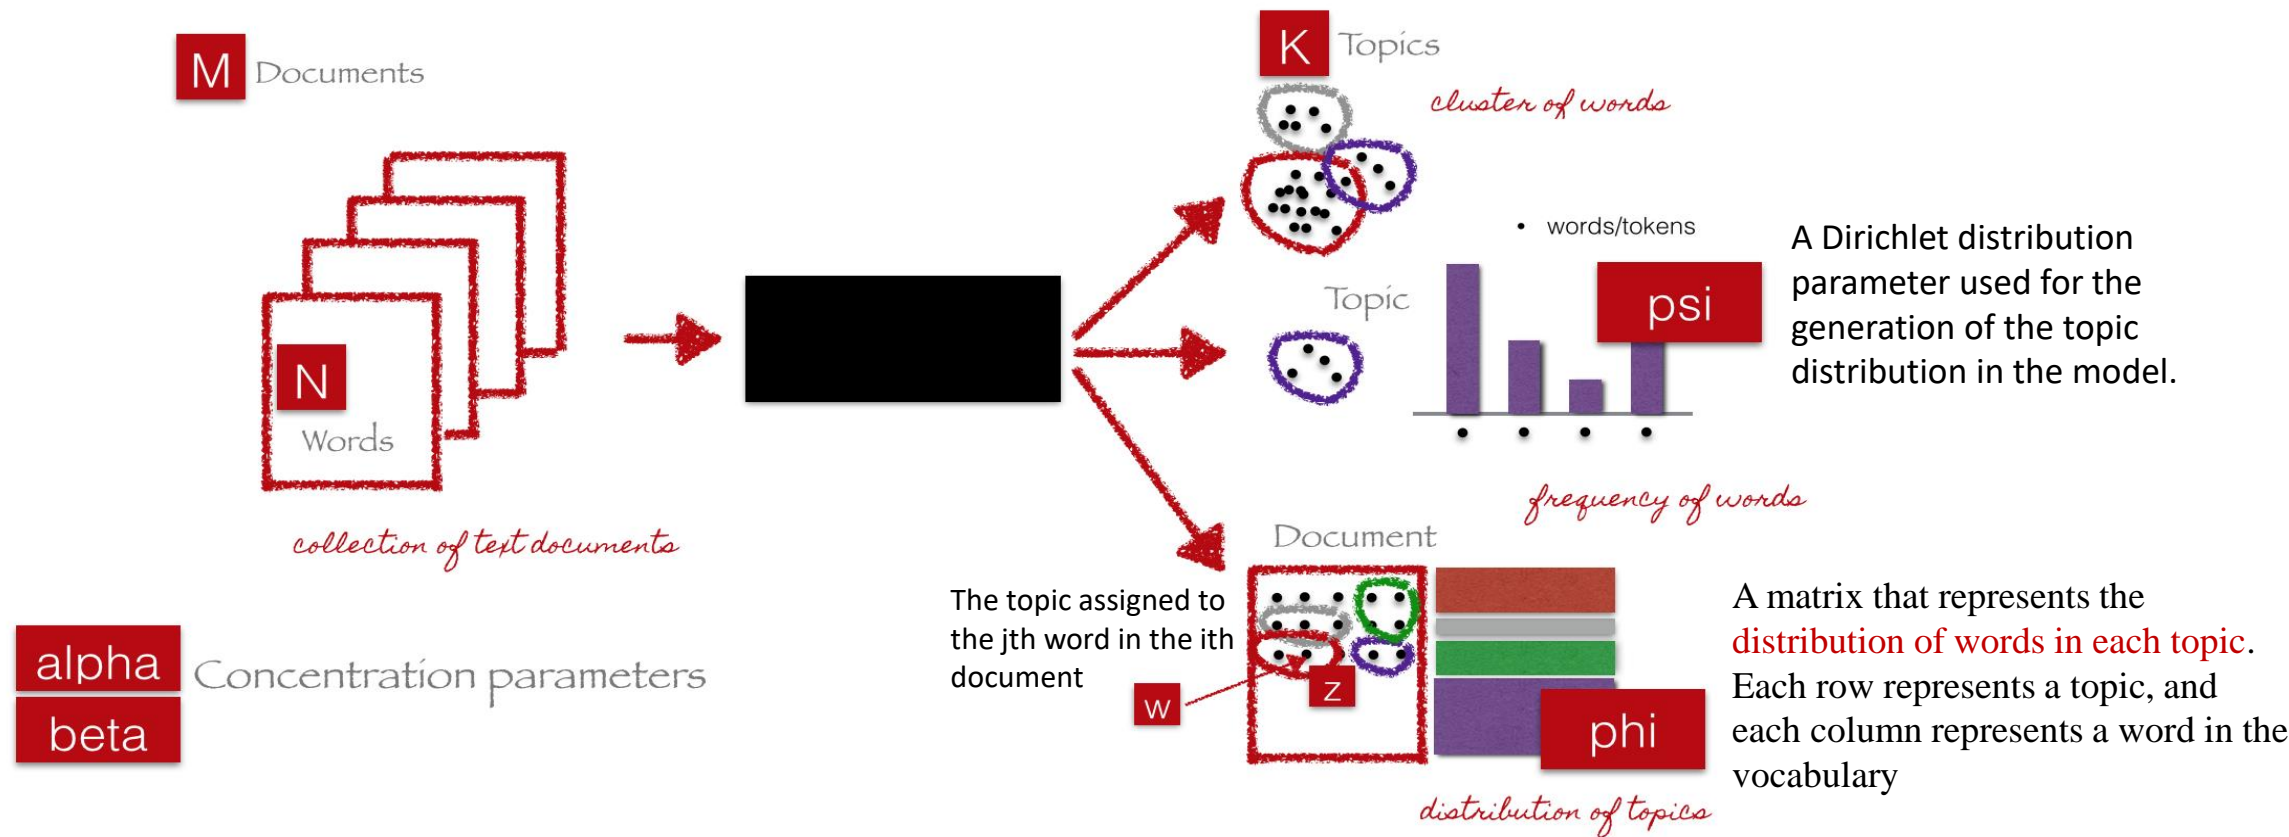 M Documents
N
Words
collection of text documents
alpha
beta
Concentration parameters
K Topics
cluster of words
• words/tokens
Topic
psi
A Dirichlet distribution
parameter used for the
generation of the topic
distribution in the model.
frequency of words
Document
The topic assigned to
the jth word in the ith
document
w
z
phi
A matrix that represents the
distribution of words in each topic.
Each row represents a topic, and
each column represents a word in the
vocabulary
distribution of topics